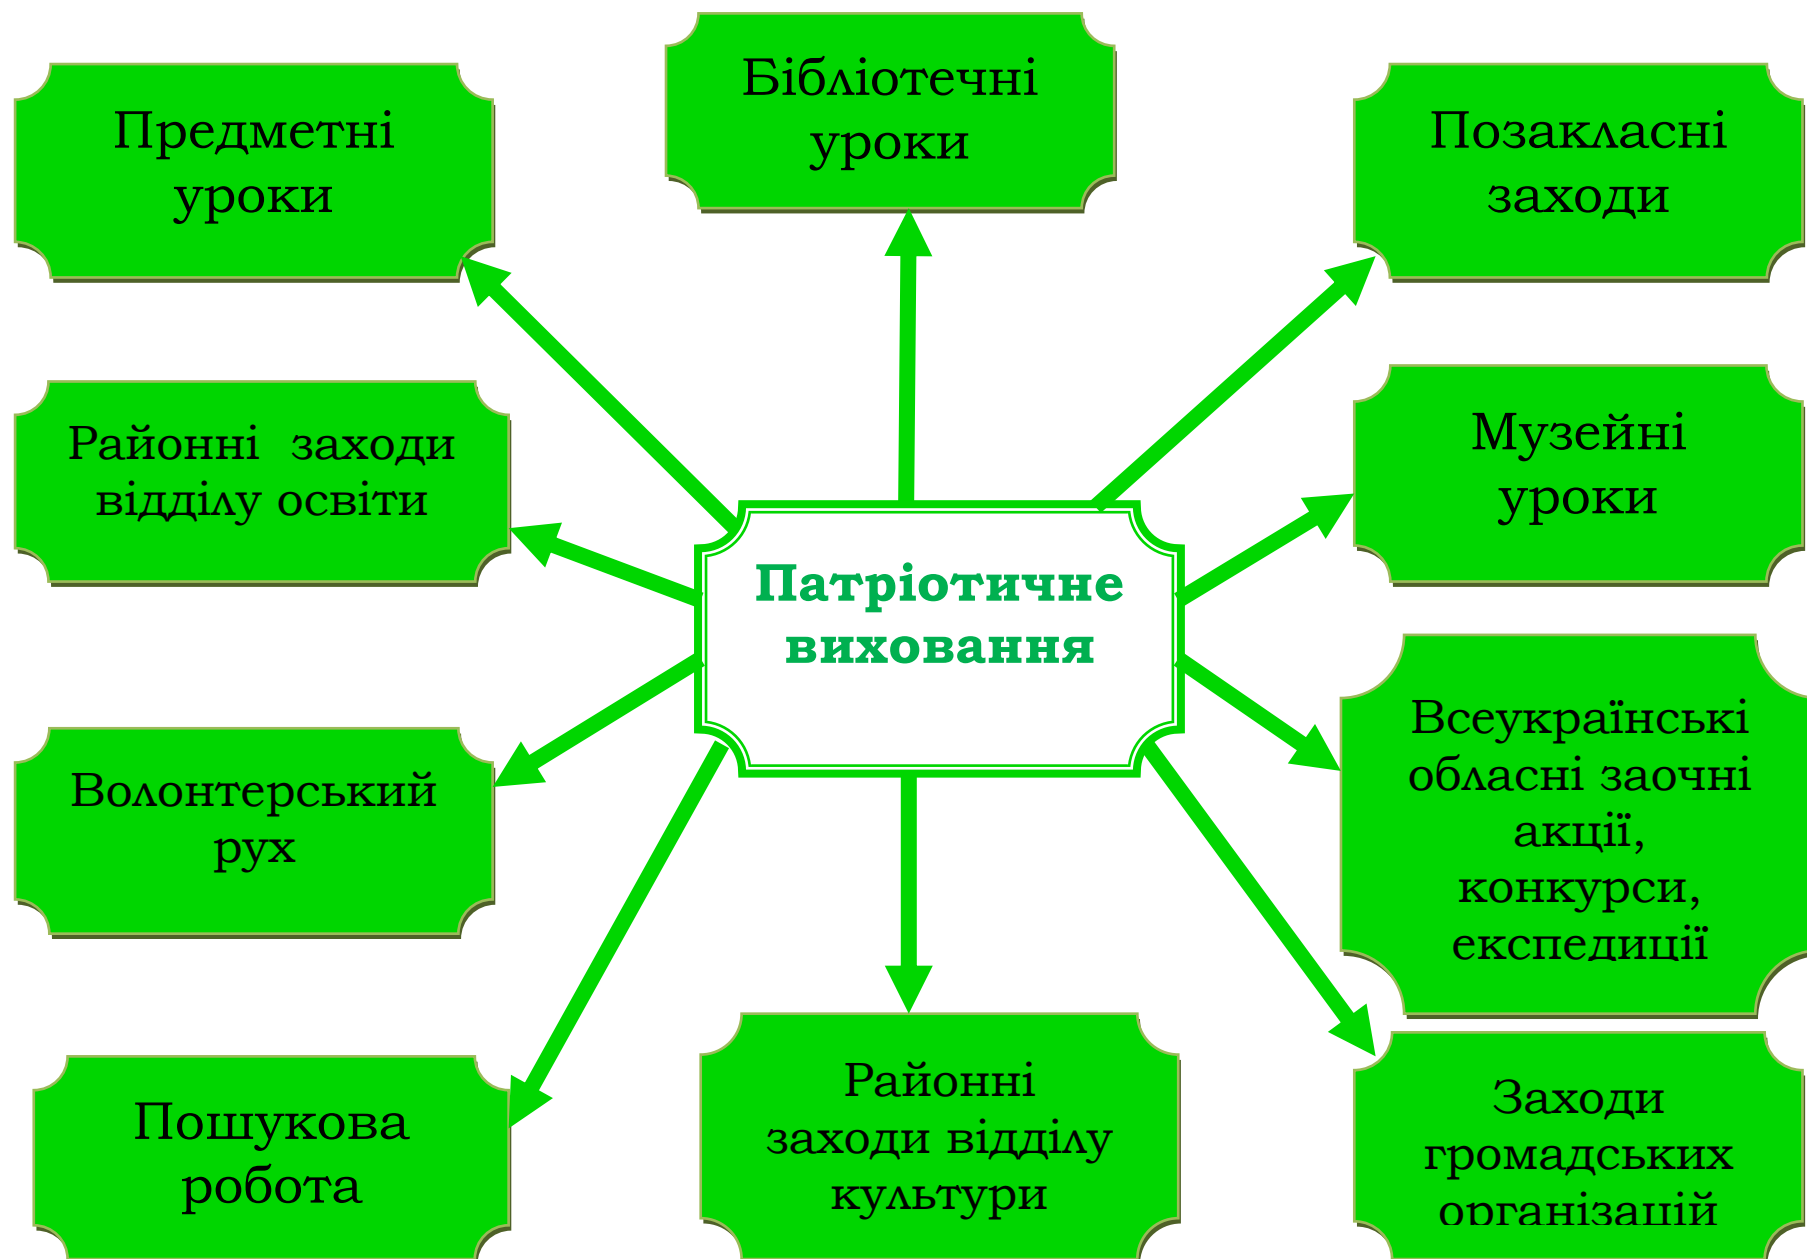 Бібліотечні
уроки
Предметні
уроки
Позакласні
заходи
Районні  заходи
відділу освіти
Музейні
уроки
Патріотичне
виховання
Волонтерський
рух
Всеукраїнські
обласні заочні
акції,
конкурси,
експедиції
Пошукова
робота
Районні
заходи відділу
культури
Заходи
громадських
організацій